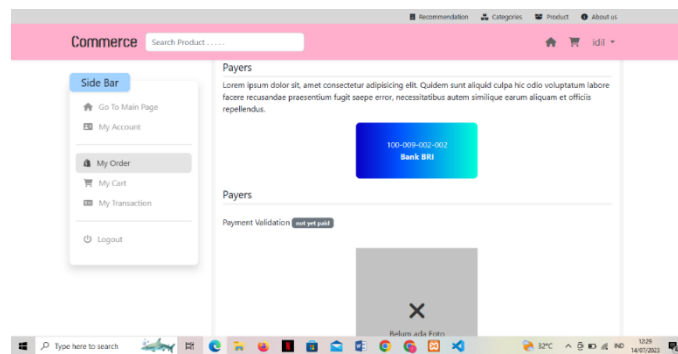 Recommendation Categories Product About us
Commerce Search Product . . . . . idil
Side Bar
Go To Main Page
My Account
My Order
My Cart
My Transaction
Logout
Payers
Lorem ipsum dolor sit, amet consectetur adipisicing elit. Quidem sunt aliquid culpa hic odio voluptatum labore
facere recusandae praesentium fugit saepe error, necessitatibus autem similique earum aliquam et officiis
repellendus.
100-009-002-002
Bank BRI
Payers
Payment Validation not yet paid
Belum ada Foto
Type here to search 32°C IND 12:29
14/07/2023